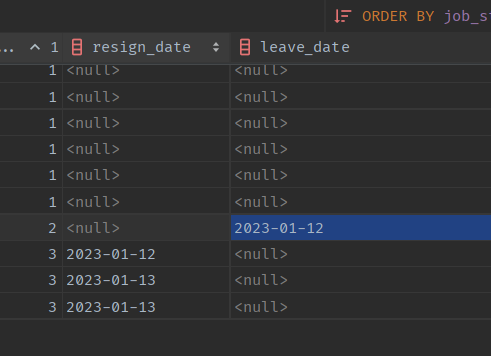 ORDER BY job_s
... 1 resign_date leave_date
1 <null> <null>
1 <null> <null>
1 <null> <null>
1 <null> <null>
1 <null> <null>
1 <null> <null>
2 <null> 2023-01-12
3 2023-01-12 <null>
3 2023-01-13 <null>
3 2023-01-13 <null>